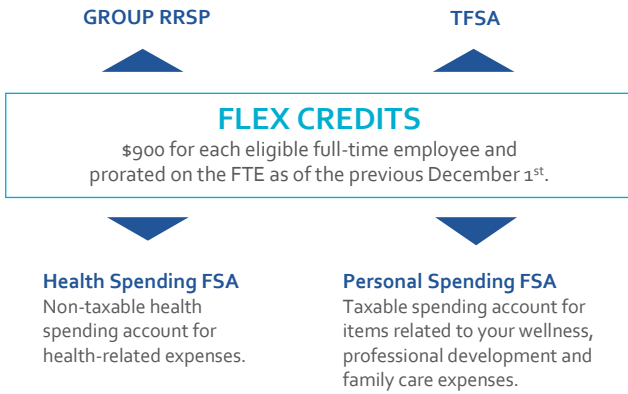 GROUP RRSP
TFSA
FLEX CREDITS
$900 for each eligible full-time employee and
prorated on the FTE as of the previous December 1st.
Health Spending FSA
Non-taxable health
spending account for
health-related expenses.
Personal Spending FSA
Taxable spending account for
items related to your wellness,
professional development and
family care expenses.